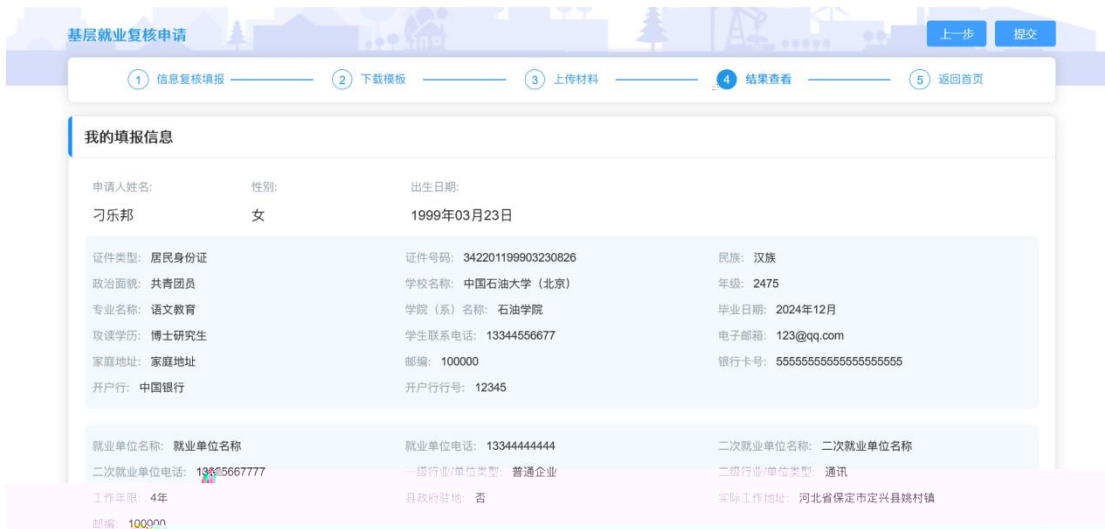 基层就业复核申请 上一步 提交
1 信息复核填报 2 下载模板 3 上传材料 4 结果查看 5 返回首页
我的填报信息
申请人姓名: 性别: 出生日期:
刁乐邦 女 1999年03月23日
证件类型: 居民身份证 证件号码: 342201199903230826 民族: 汉族
政治面貌: 共青团员 学校名称: 中国石油大学（北京） 年级: 2475
专业名称: 语文教育 学院（系）名称: 石油学院 毕业日期: 2024年12月
攻读学历: 博士研究生 学生联系电话: 13344556677 电子邮箱: 123@qq.com
家庭地址: 家庭地址 邮编: 100000 银行卡号: 55555555555555555555
开户行: 中国银行 开户行行号: 12345
就业单位名称: 就业单位名称 就业单位电话: 13344444444 二次就业单位名称: 二次就业单位名称
二次就业单位电话: 一级行业/单位类型: 普通企业 二级行业/单位类型: 通讯
工作年限: 4年 县政府驻地: 否 实际工作地址: 河北省保定市定兴县姚村镇
邮编: 100000